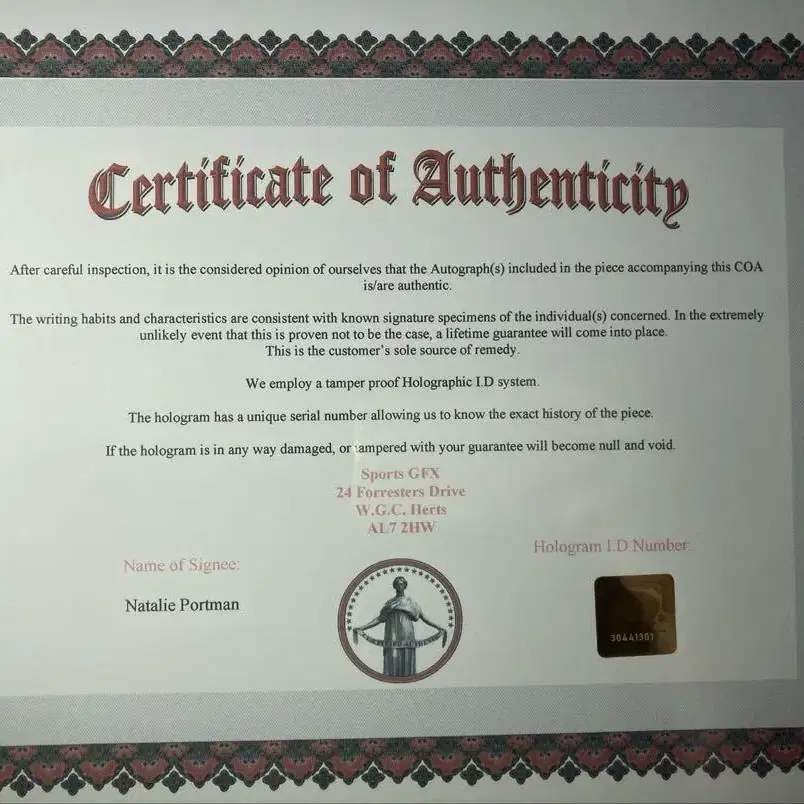 Certificate of Authenticity
After careful inspection, it is the considered opinion of ourselves that the Autograph(s) included in the piece accompanying this COA
is/are authentic.
The writing habits and characteristics are consistent with known signature specimens of the individual(s) concerned. In the extremely
unlikely event that this is proven not to be the case, a lifetime guarantee will come into place.
This is the customer's sole source of remedy.
We employ a tamper proof Holographic I.D system.
The hologram has a unique serial number allowing us to know the exact history of the piece.
If the hologram is in any way damaged, or tampered with your guarantee will become null and void.
Sports GFX
24 Forresters Drive
W.G.C, Herts
AL7 2HW
Hologram I.D Number:
Name of Signee:
Natalie Portman
30441301